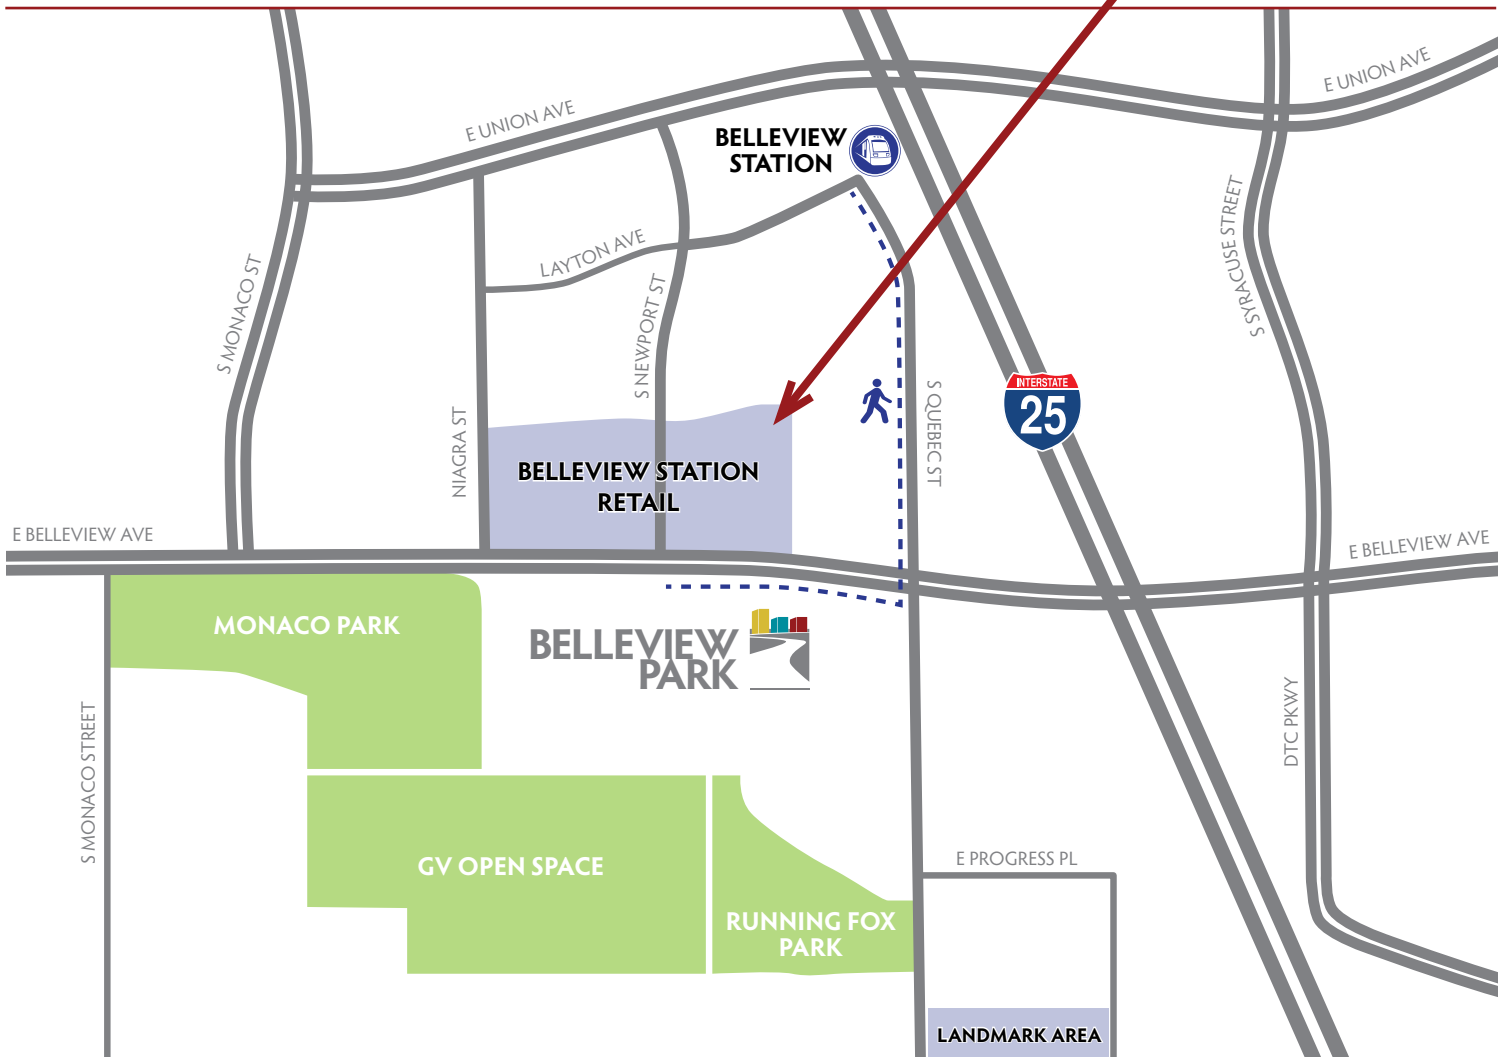 E UNION AVE
E UNION AVE
BELLEVIEW
STATION
LAYTON AVE
S MONACO ST
S NEWPORT ST
S SYRACUSE STREET
INTERSTATE
25
S QUEBEC ST
NIAGRA ST
BELLEVIEW STATION
RETAIL
E BELLEVIEW AVE
E BELLEVIEW AVE
MONACO PARK
BELLEVIEW
PARK
S MONACO STREET
DTC PKWY
GV OPEN SPACE
E PROGRESS PL
RUNNING FOX
PARK
LANDMARK AREA